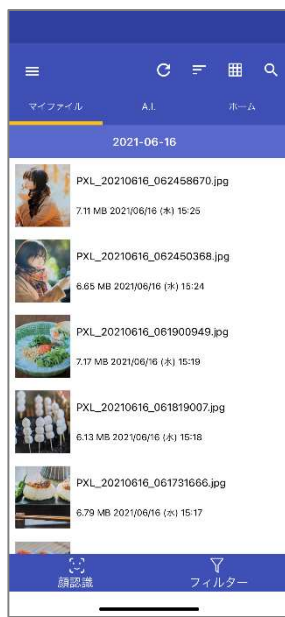 マイファイル A.I. ホーム
2021-06-16
PXL_20210616_062458670.jpg
7.11 MB 2021/06/16 (水) 15:25
PXL_20210616_062450368.jpg
6.65 MB 2021/06/16 (水) 15:24
PXL_20210616_061900949.jpg
7.17 MB 2021/06/16 (水) 15:19
PXL_20210616_061819007.jpg
6.13 MB 2021/06/16 (水) 15:18
PXL_20210616_061731666.jpg
6.79 MB 2021/06/16 (水) 15:17
顔認識 フィルター